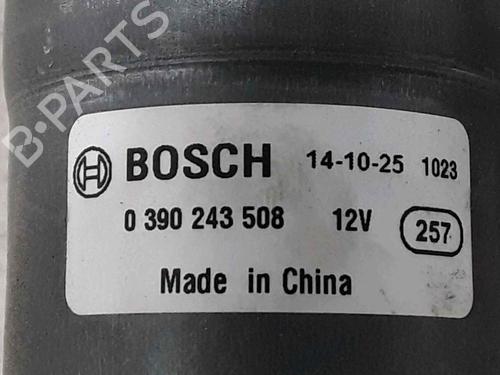 B-PARTS
BOSCH 14-10-25 1023
0 390 243 508 12V 257
Made in China